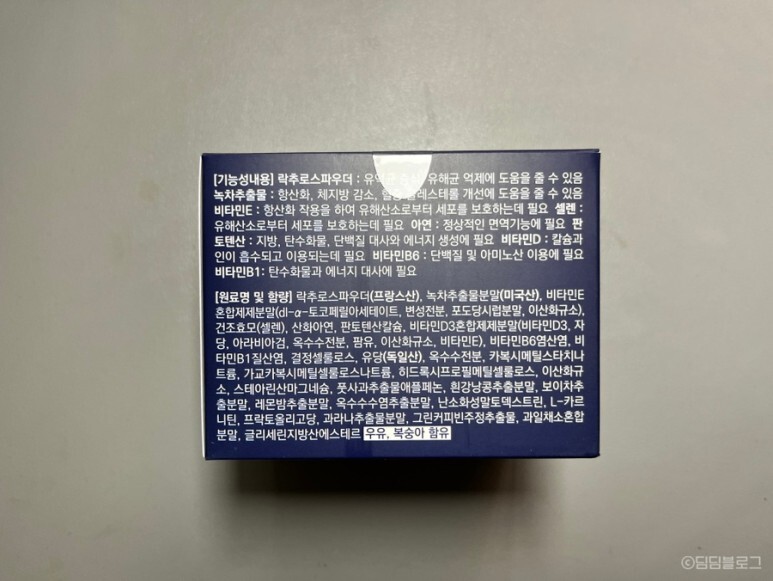 [기능성내용] 락추로스파우더 : 유해균 억제에 도움을 줄 수 있음
녹차추출물 : 항산화, 체지방 감소, 콜레스테롤 개선에 도움을 줄 수 있음
비타민E : 항산화 작용을 하여 유해산소로부터 세포를 보호하는데 필요 셀렌 :
유해산소로부터 세포를 보호하는데 필요 아연 : 정상적인 면역기능에 필요 판
토텐산 : 지방, 탄수화물, 단백질 대사와 에너지 생성에 필요 비타민D : 칼슘과
인이 흡수되고 이용되는데 필요 비타민B6 : 단백질 및 아미노산 이용에 필요
비타민B1: 탄수화물과 에너지 대사에 필요
[원료명 및 함량] 락추로스파우더(프랑스산), 녹차추출물분말(미국산), 비타민E
혼합제제분말(dl-α-토코페릴아세테이트, 변성전분, 포도당시럽분말, 이산화규소),
건조효모(셀렌), 산화아연, 판토텐산칼슘, 비타민D3혼합제제분말(비타민D3, 자
당, 아라비아검, 옥수수전분, 팜유, 이산화규소, 비타민E), 비타민B6염산염, 비
타민B1질산염, 결정셀룰로스, 유당(독일산), 옥수수전분, 카복시메틸스타치나
트륨, 가교카복시메틸셀룰로스나트륨, 히드록시프로필메틸셀룰로스, 이산화규
소, 스테아린산마그네슘, 풋사과추출물애플페논, 흰강낭콩추출분말, 보이차추
출분말, 레몬밤추출분말, 옥수수수염추출분말, 난소화성말토덱스트린, L-카르
니틴, 프락토올리고당, 과라나추출물분말, 그린커피빈주정추출물, 과일채소혼합
분말, 글리세린지방산에스테르 우유, 복숭아 함유
©딤딤블로그